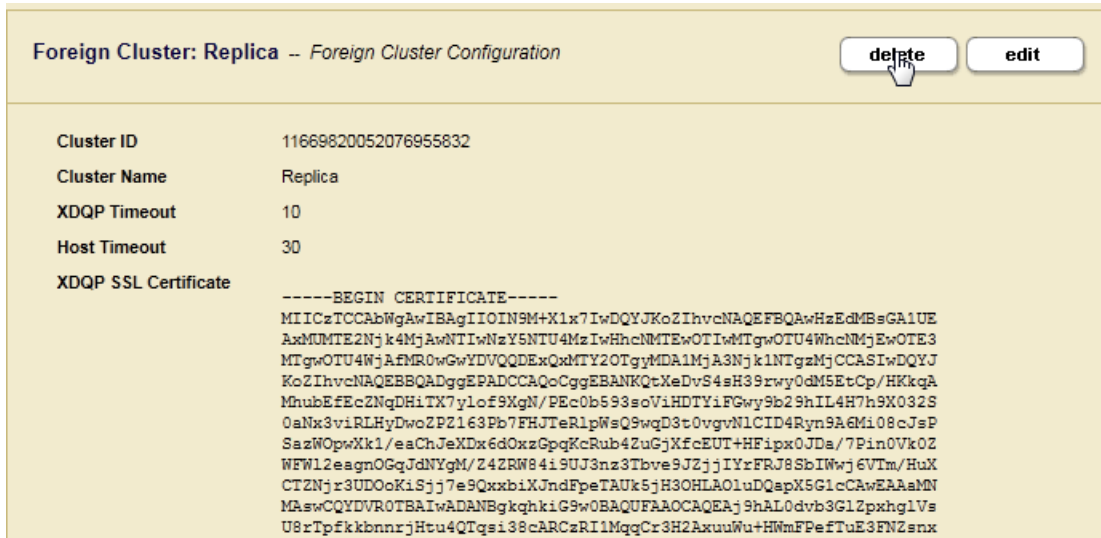 Foreign Cluster: Replica -- Foreign Cluster Configuration
delete edit
Cluster ID 11669820052076955832
Cluster Name Replica
XDQP Timeout 10
Host Timeout 30
XDQP SSL Certificate
-----BEGIN CERTIFICATE-----
MIICzTCCAbWgAwIBAgIIOIN9M+X1x7IwDQYJKoZIhvcNAQEFBQAwHzEdMBsGA1UE
AxMUMTE2Njk4MjAwNTIwNzY5NTU4MzIwHhcNMTEwOTIwMTgwOTU4WhcNMjEwOTE3
MTgwOTU4WjAfMR0wGwYDVQQDExQxMTY2OTgyMDA1MjA3Njk1NTgzMjCCASIwDQYJ
KoZIhvcNAQEBBQADggEPADCCAQoCggEBANKQtXeDvS4sH39rwy0dM5EtCp/HKkqA
MhubEfEcZNqDHiTX7ylof9XgN/PEc0b593soViHDTYiFGwy9b29hIL4H7h9X032S
0aNx3viRLHyDwoZPZ163Pb7FHJTeRlpWsQ9wqD3t0vgvNlCID4Ryn9A6Mi08cJsP
SazWOpwXk1/eaChJeXDx6dOxzGpqKcRub4ZuGjXfcEUT+HFipx0JDa/7Pin0Vk0Z
WFWl2eagnOGqJdNYgM/Z4ZRW84i9UJ3nz3Tbve9JZjjIYrFRJ8SbIWwj6VTm/HuX
CTZNjr3UDOoKiSjj7e9QxxbiXJndFpeTAUk5jH3OHLAOluDQapX5G1cCAwEAAaMN
MAswCQYDVR0TBAIwADANBgkqhkiG9w0BAQUFAAOCAQEAj9hAL0dvb3GlZpxhglVs
U8rTpfkkbnnrjHtu4QTqsi38cARCzRI1MqqCr3H2AxuuWu+HWmFPefTuE3FNZsnx